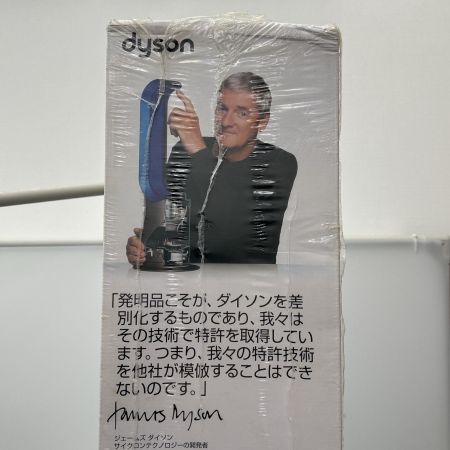 dyson
「発明品こそが、ダイソンを差
別化するものであり、我々は
その技術で特許を取得してい
ます。つまり、我々の特許技術
を他社が模倣することはでき
ないのです。」
James Dyson
ジェームズ ダイソン
サイクロンテクノロジーの開発者